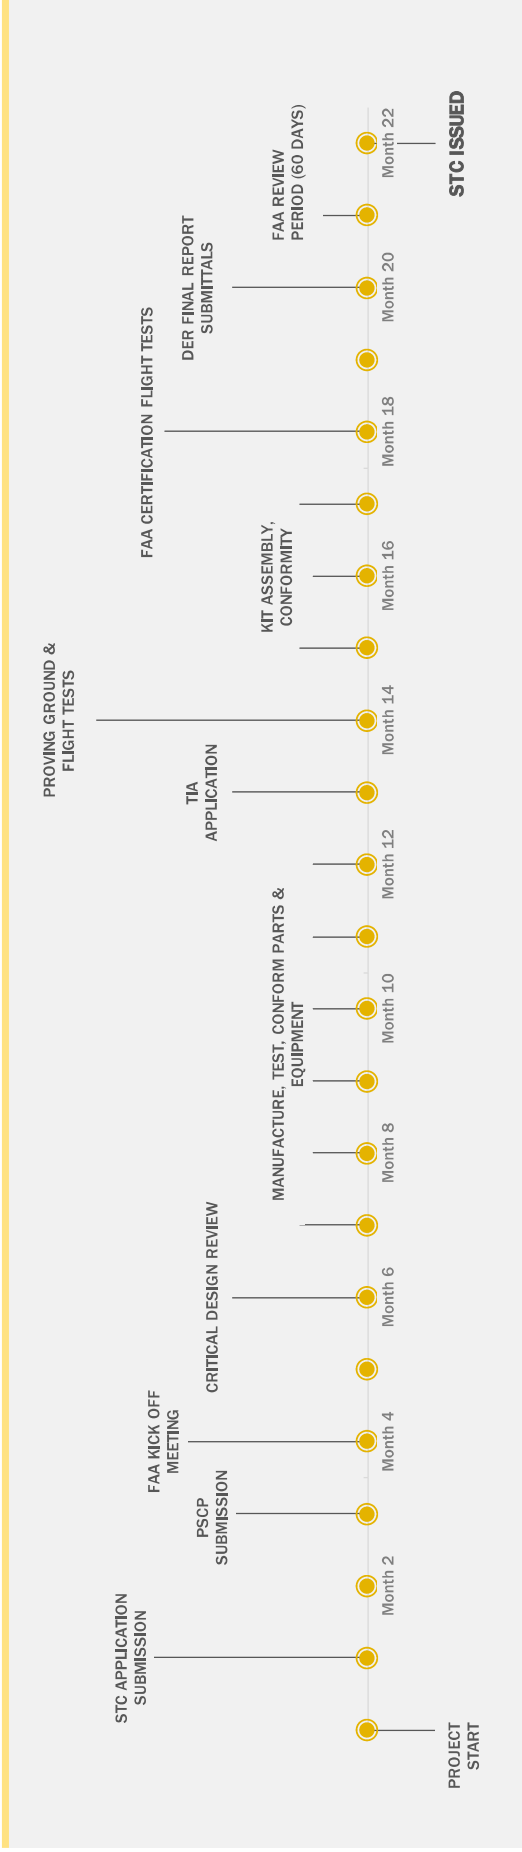 PROJECT
START
STC APPLICATION
SUBMISSION
Month 2
PSCP
SUBMISSION
FAA KICK OFF
MEETING
Month 4
CRITICAL DESIGN REVIEW
Month 6
MANUFACTURE, TEST, CONFORM PARTS &
EQUIPMENT
Month 8
Month 10
Month 12
TIA
APPLICATION
PROVING GROUND &
FLIGHT TESTS
Month 14
KIT ASSEMBLY,
CONFORMITY
Month 16
FAA CERTIFICATION FLIGHT TESTS
Month 18
DER FINAL REPORT
SUBMITTALS
Month 20
FAA REVIEW
PERIOD (60 DAYS)
Month 22
STC ISSUED